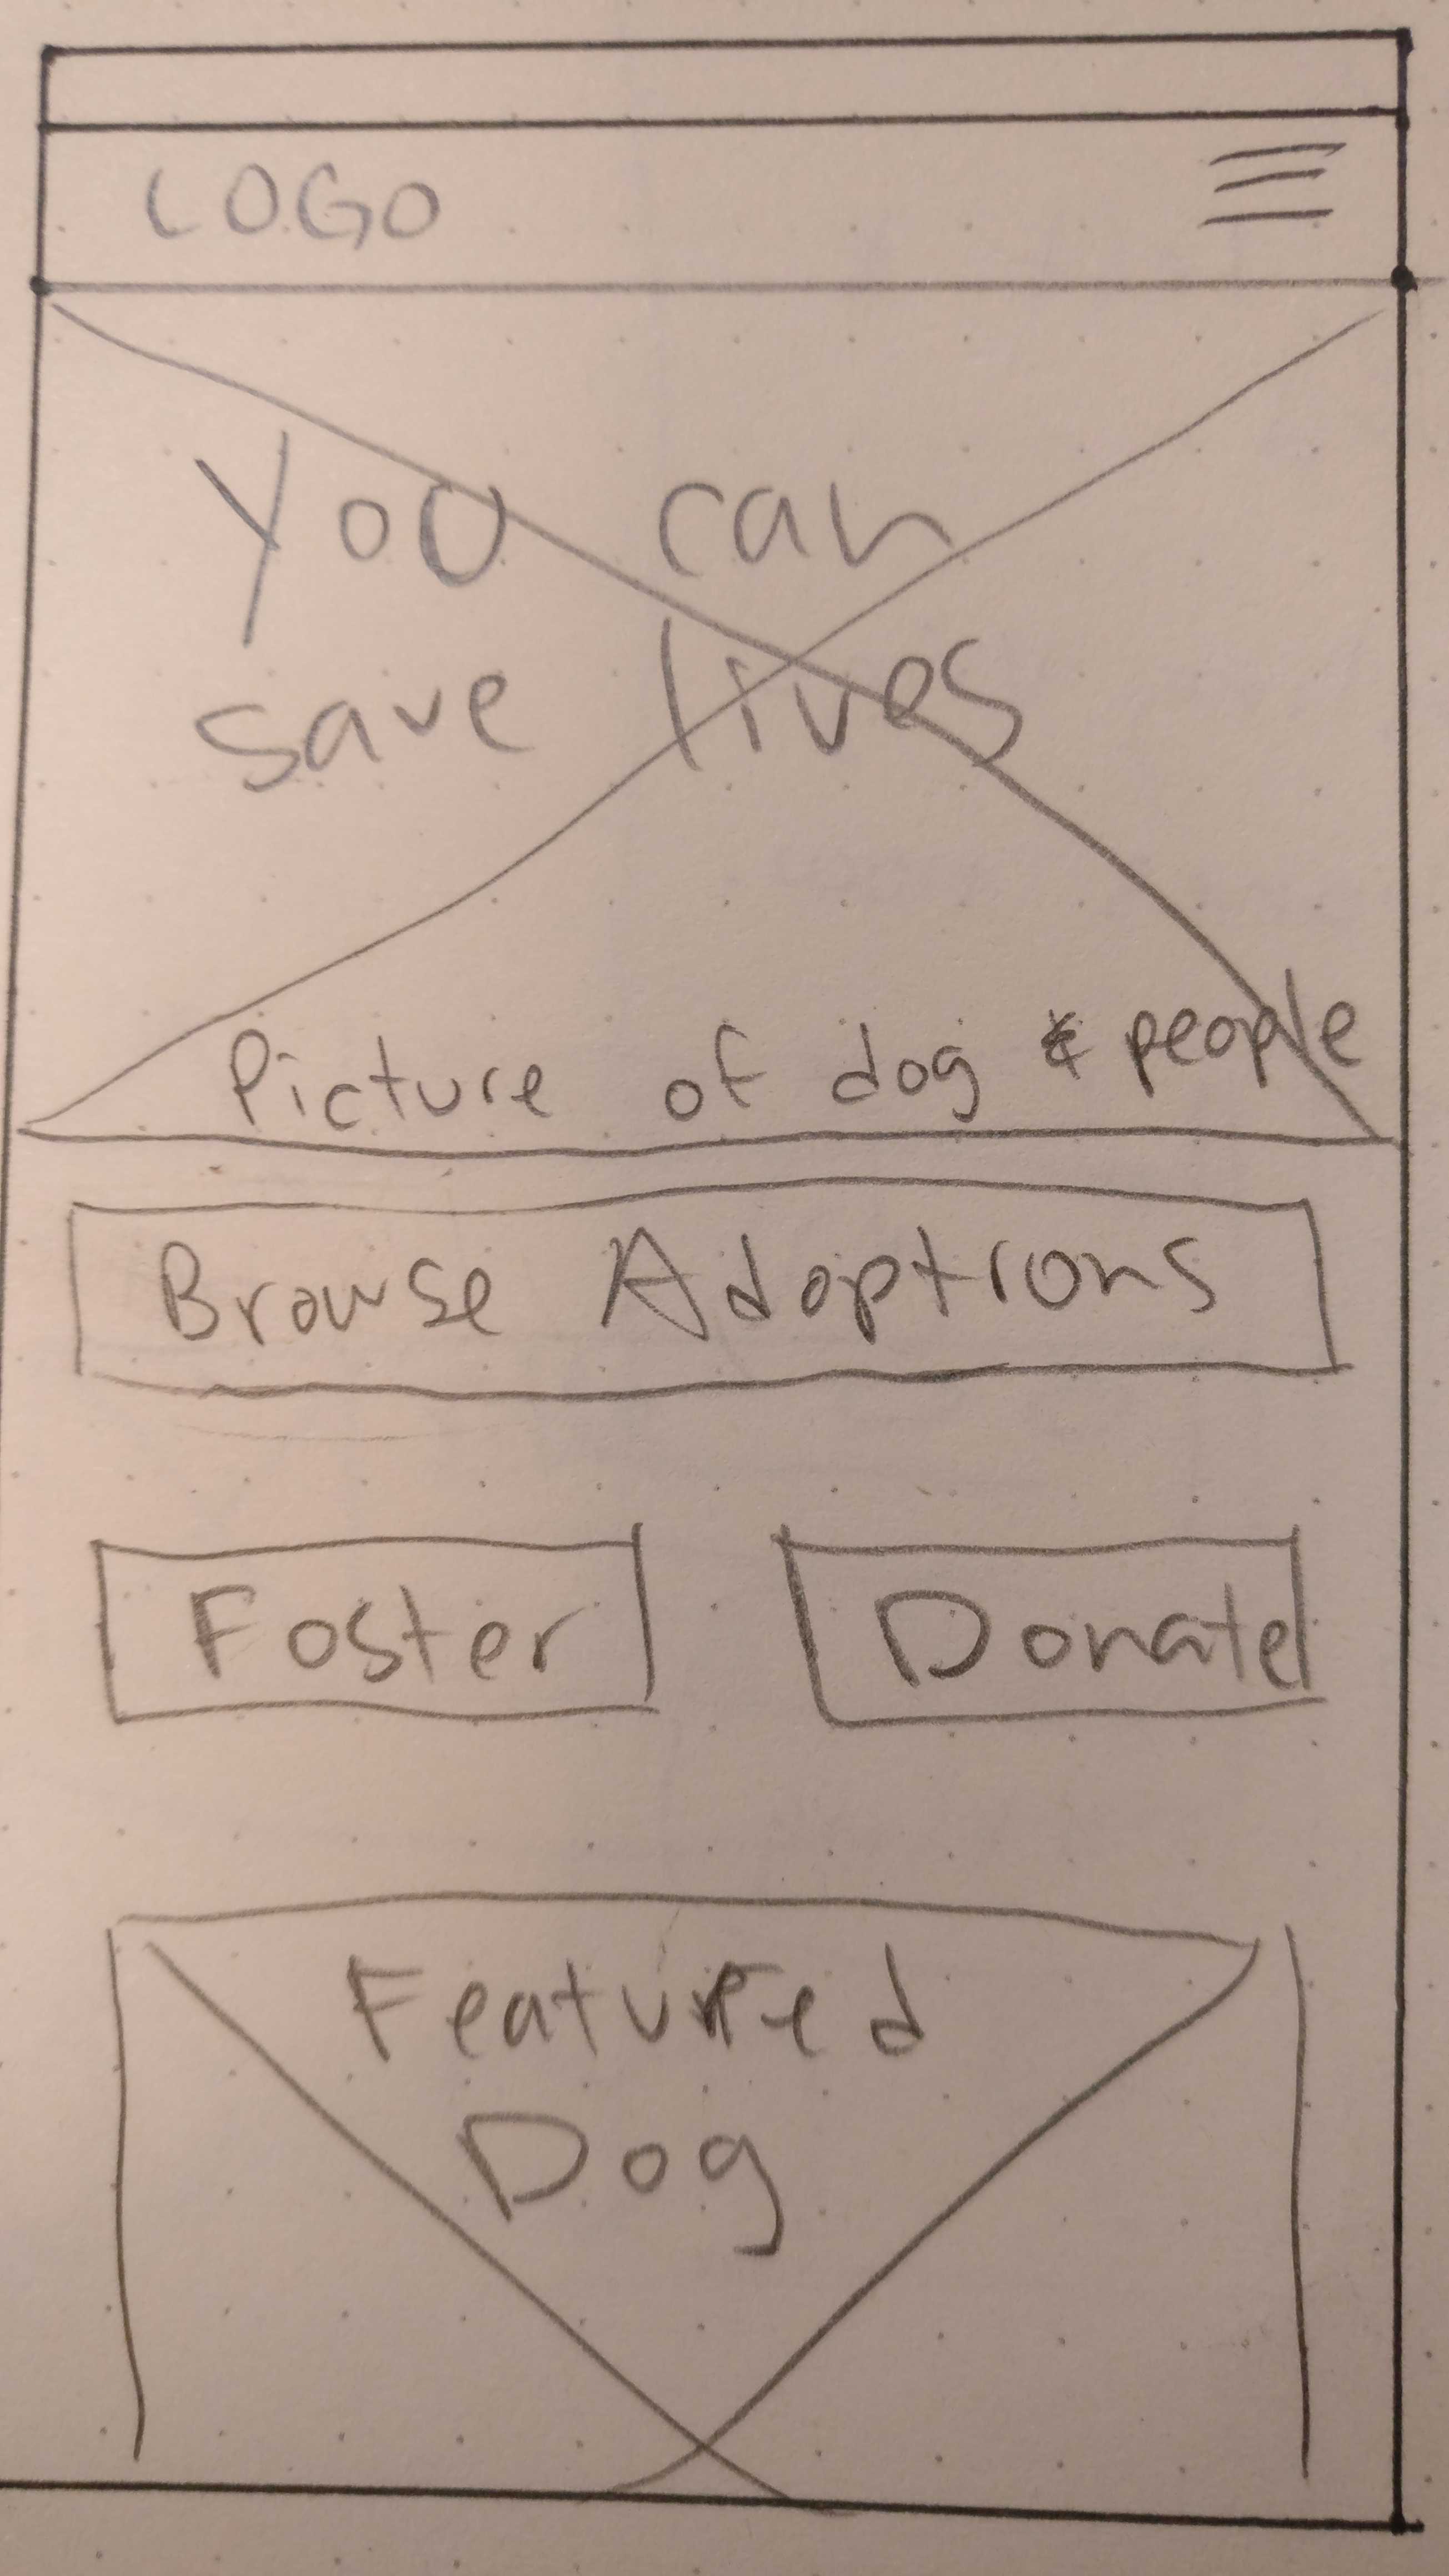 LOGO
You can
save lives
Picture of dog & people
Browse Adoptions
Foster
Donate
Featured
Dog